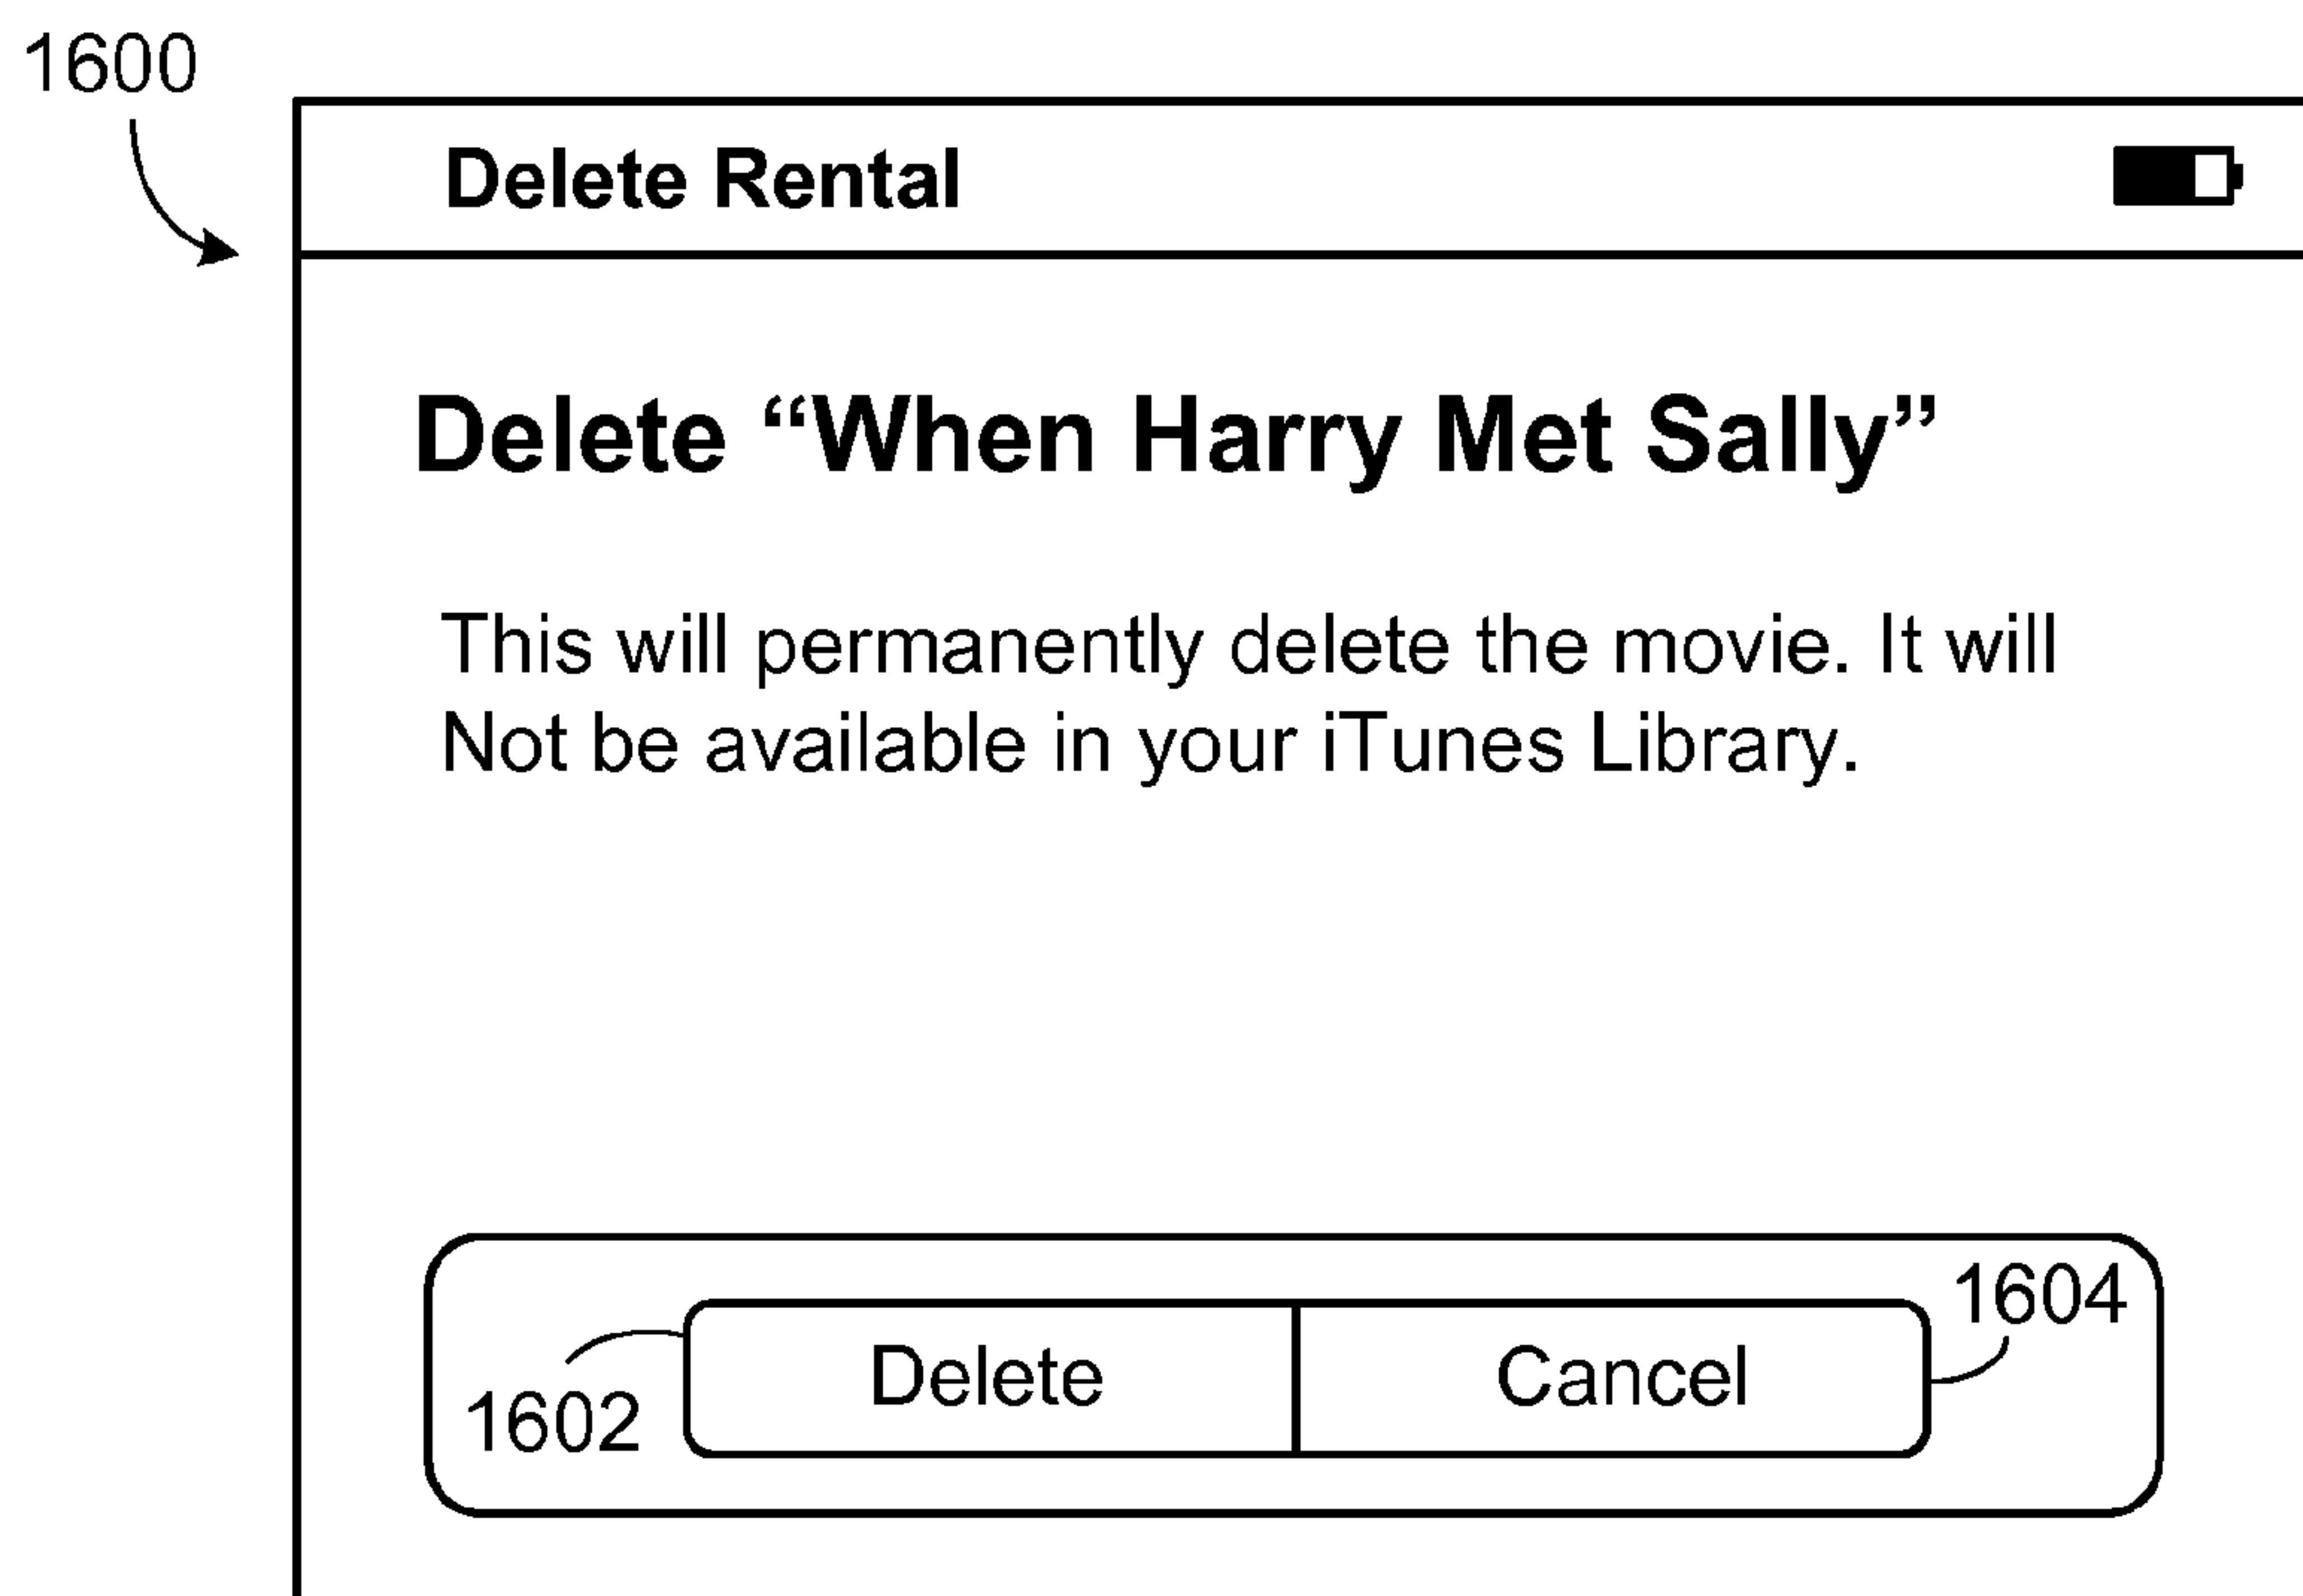 1600
Delete Rental
Delete “When Harry Met Sally”
This will permanently delete the movie. It will
Not be available in your iTunes Library.
1604
Delete Cancel
1602